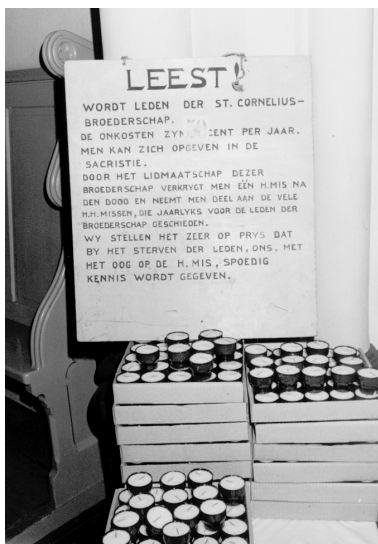 LEEST!
WORDT LEDEN DER ST. CORNELIUS-
BROEDERSCHAP.
DE ONKOSTEN ZYN CENT PER JAAR.
MEN KAN ZICH OPGEVEN IN DE
SACRISTIE.
DOOR HET LIDMAATSCHAP DEZER
BROEDERSCHAP VERKRYGT MEN EÉN H.MIS NA
DEN DOOD EN NEEMT MEN DEEL AAN DE VELE
H.H. MISSEN, DIE JAARLYKS VOOR DE LEDEN DER
BROEDERSCHAP GESCHIEDEN.
WY STELLEN HET ZEER OP PRYS DAT
BY HET STERVEN DER LEDEN, ONS, MET
HET OOG OP DE H. MIS, SPOEDIG
KENNIS WORDT GEGEVEN.